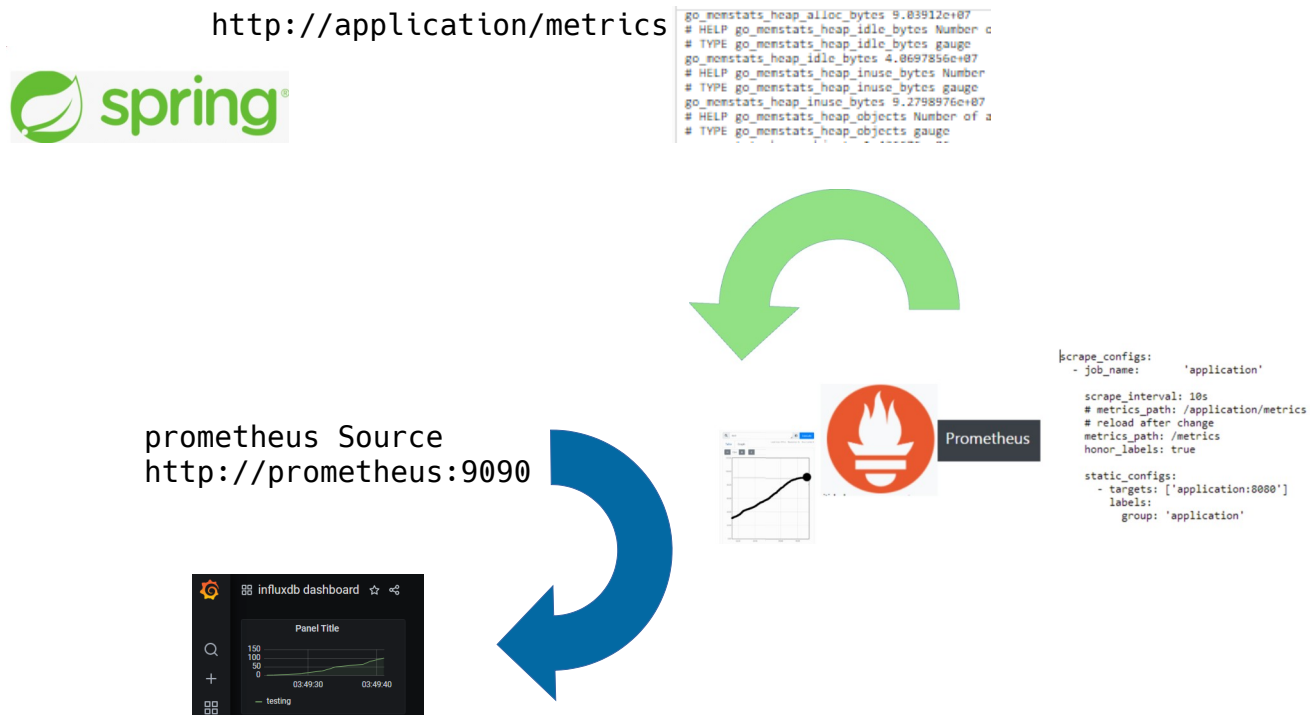 http://application/metrics
go_memstats_heap_alloc_bytes 9.03912e+07
# HELP go_memstats_heap_idle_bytes Number
# TYPE go_memstats_heap_idle_bytes gauge
go_memstats_heap_idle_bytes 4.0697856e+07
# HELP go_memstats_heap_inuse_bytes Number
# TYPE go_memstats_heap_inuse_bytes gauge
go_memstats_heap_inuse_bytes 9.2798976e+07
# HELP go_memstats_heap_objects Number of a
# TYPE go_memstats_heap_objects gauge
spring®
scrape_configs:
- job_name: 'application'
scrape_interval: 10s
# metrics_path: /application/metrics
# reload after change
metrics_path: /metrics
honor_labels: true
static_configs:
- targets: ['application:8080']
labels:
group: 'application'
Prometheus
prometheus Source
http://prometheus:9090
influxdb dashboard
Panel Title
150
100
50
0
03:49:30 03:49:40
testing